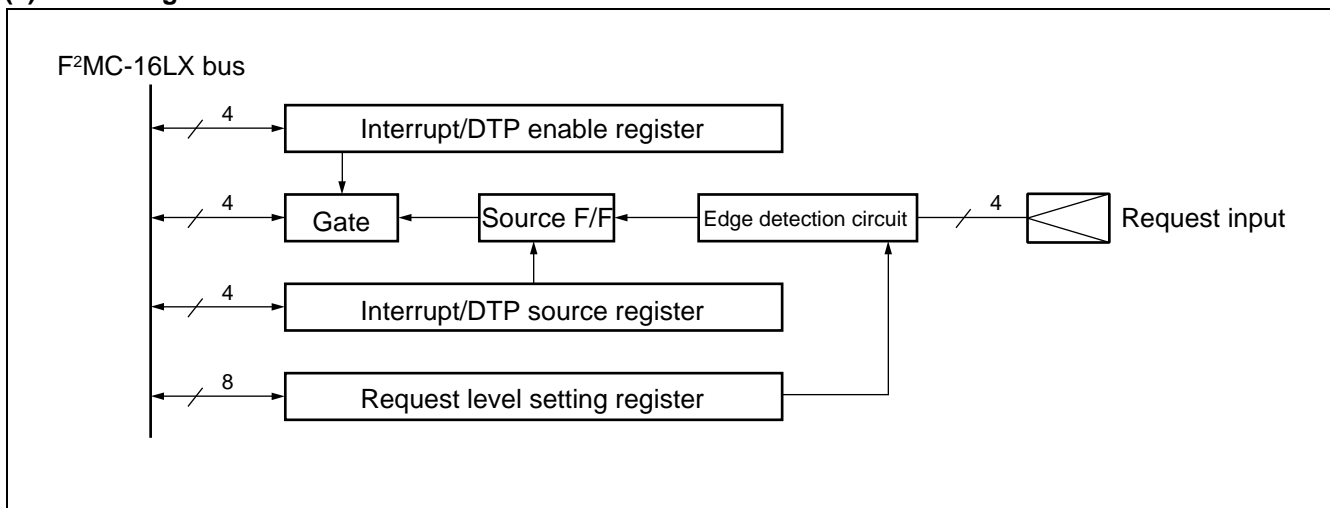 F²MC-16LX bus
4
Interrupt/DTP enable register
4
Gate
Source F/F
Edge detection circuit
4
Request input
4
Interrupt/DTP source register
8
Request level setting register